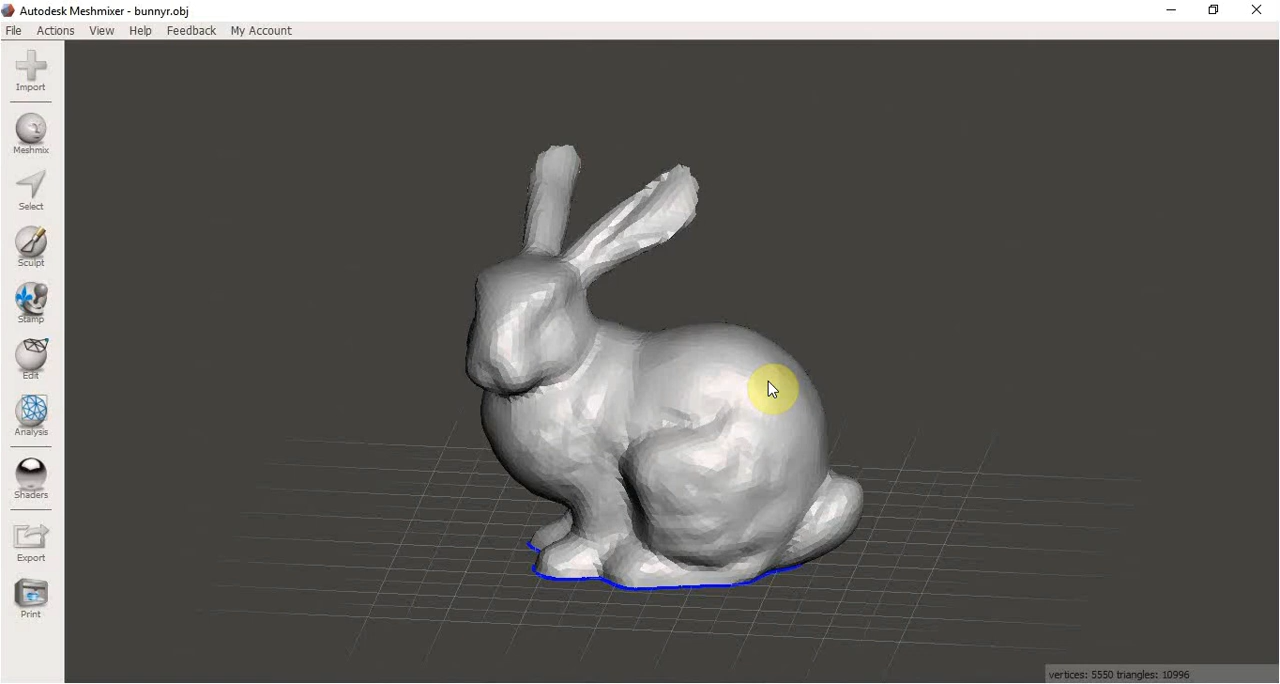 Autodesk Meshmixer - bunnyr.obj
File Actions View Help Feedback My Account
Import
Meshmix
Select
Sculpt
Stamp
Edit
Analysis
Shaders
Export
Print
vertices: 5550 triangles: 10996